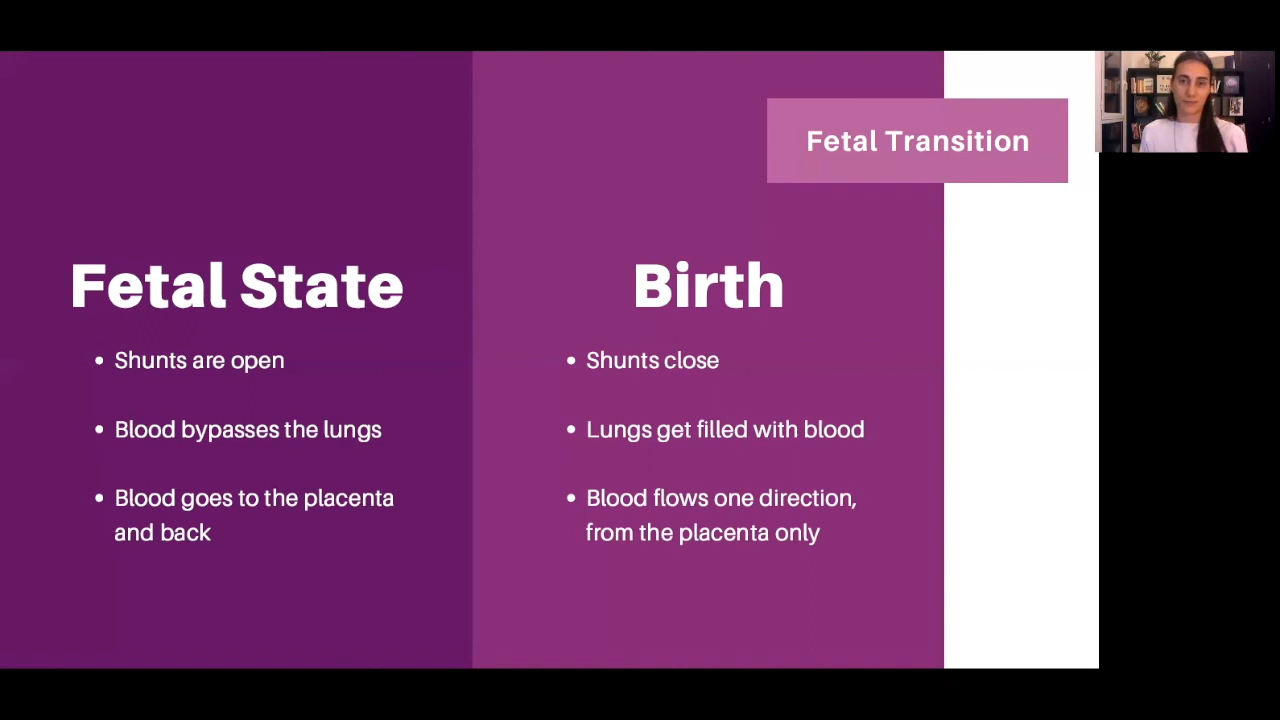 Fetal Transition
Fetal State
• Shunts are open
• Blood bypasses the lungs
• Blood goes to the placenta
and back
Birth
• Shunts close
• Lungs get filled with blood
• Blood flows one direction,
from the placenta only